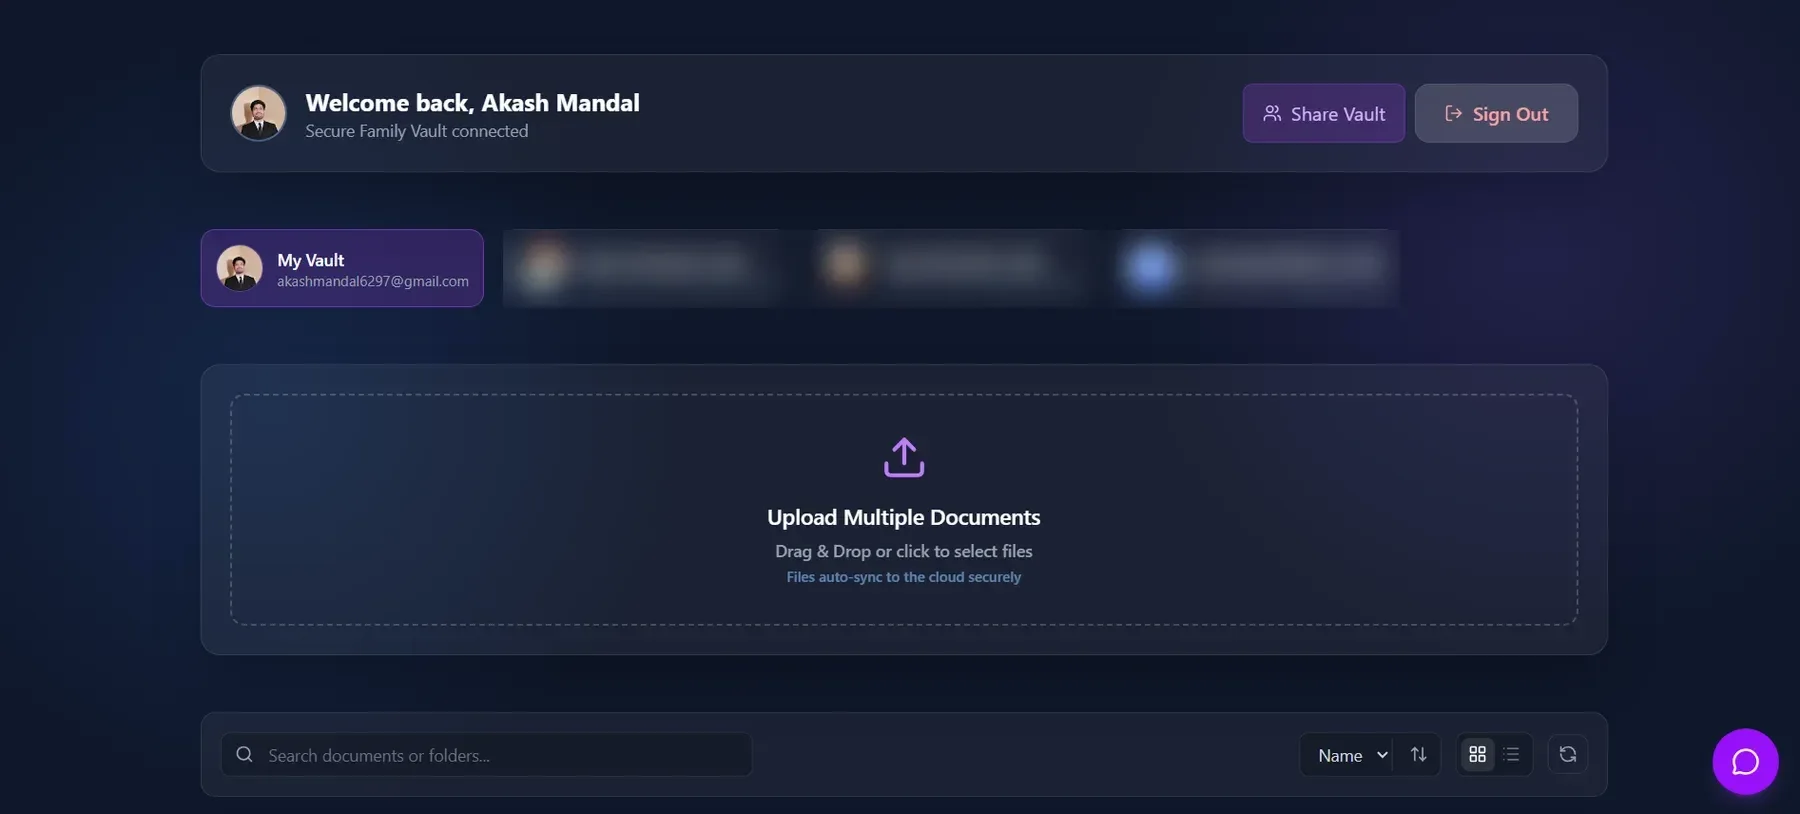 Welcome back, Akash Mandal
Secure Family Vault connected
Share Vault
Sign Out
My Vault
akashmandal6297@gmail.com
Upload Multiple Documents
Drag & Drop or click to select files
Files auto-sync to the cloud securely
Search documents or folders...
Name